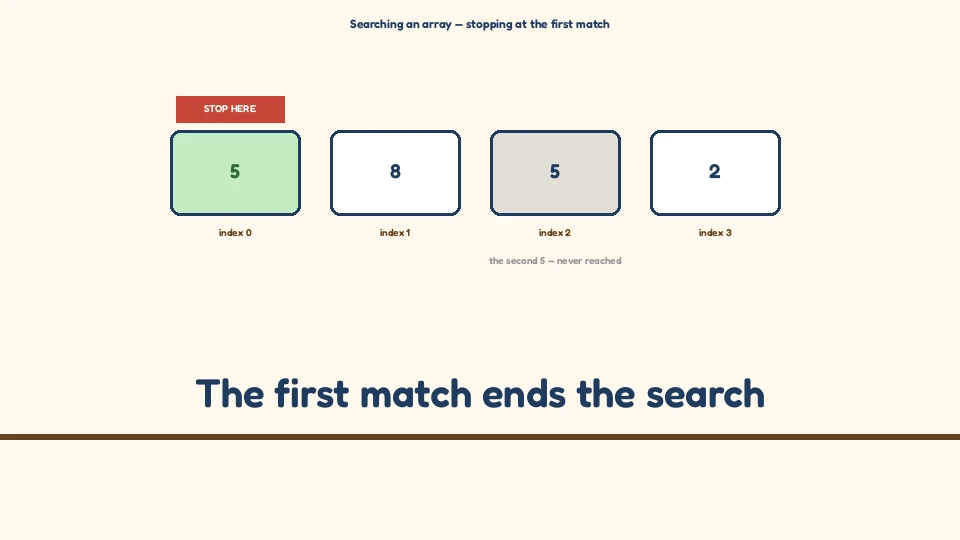 Searching an array — stopping at the first match
STOP HERE
5 8 5 2
index 0 index 1 index 2 index 3
the second 5 — never reached
The first match ends the search